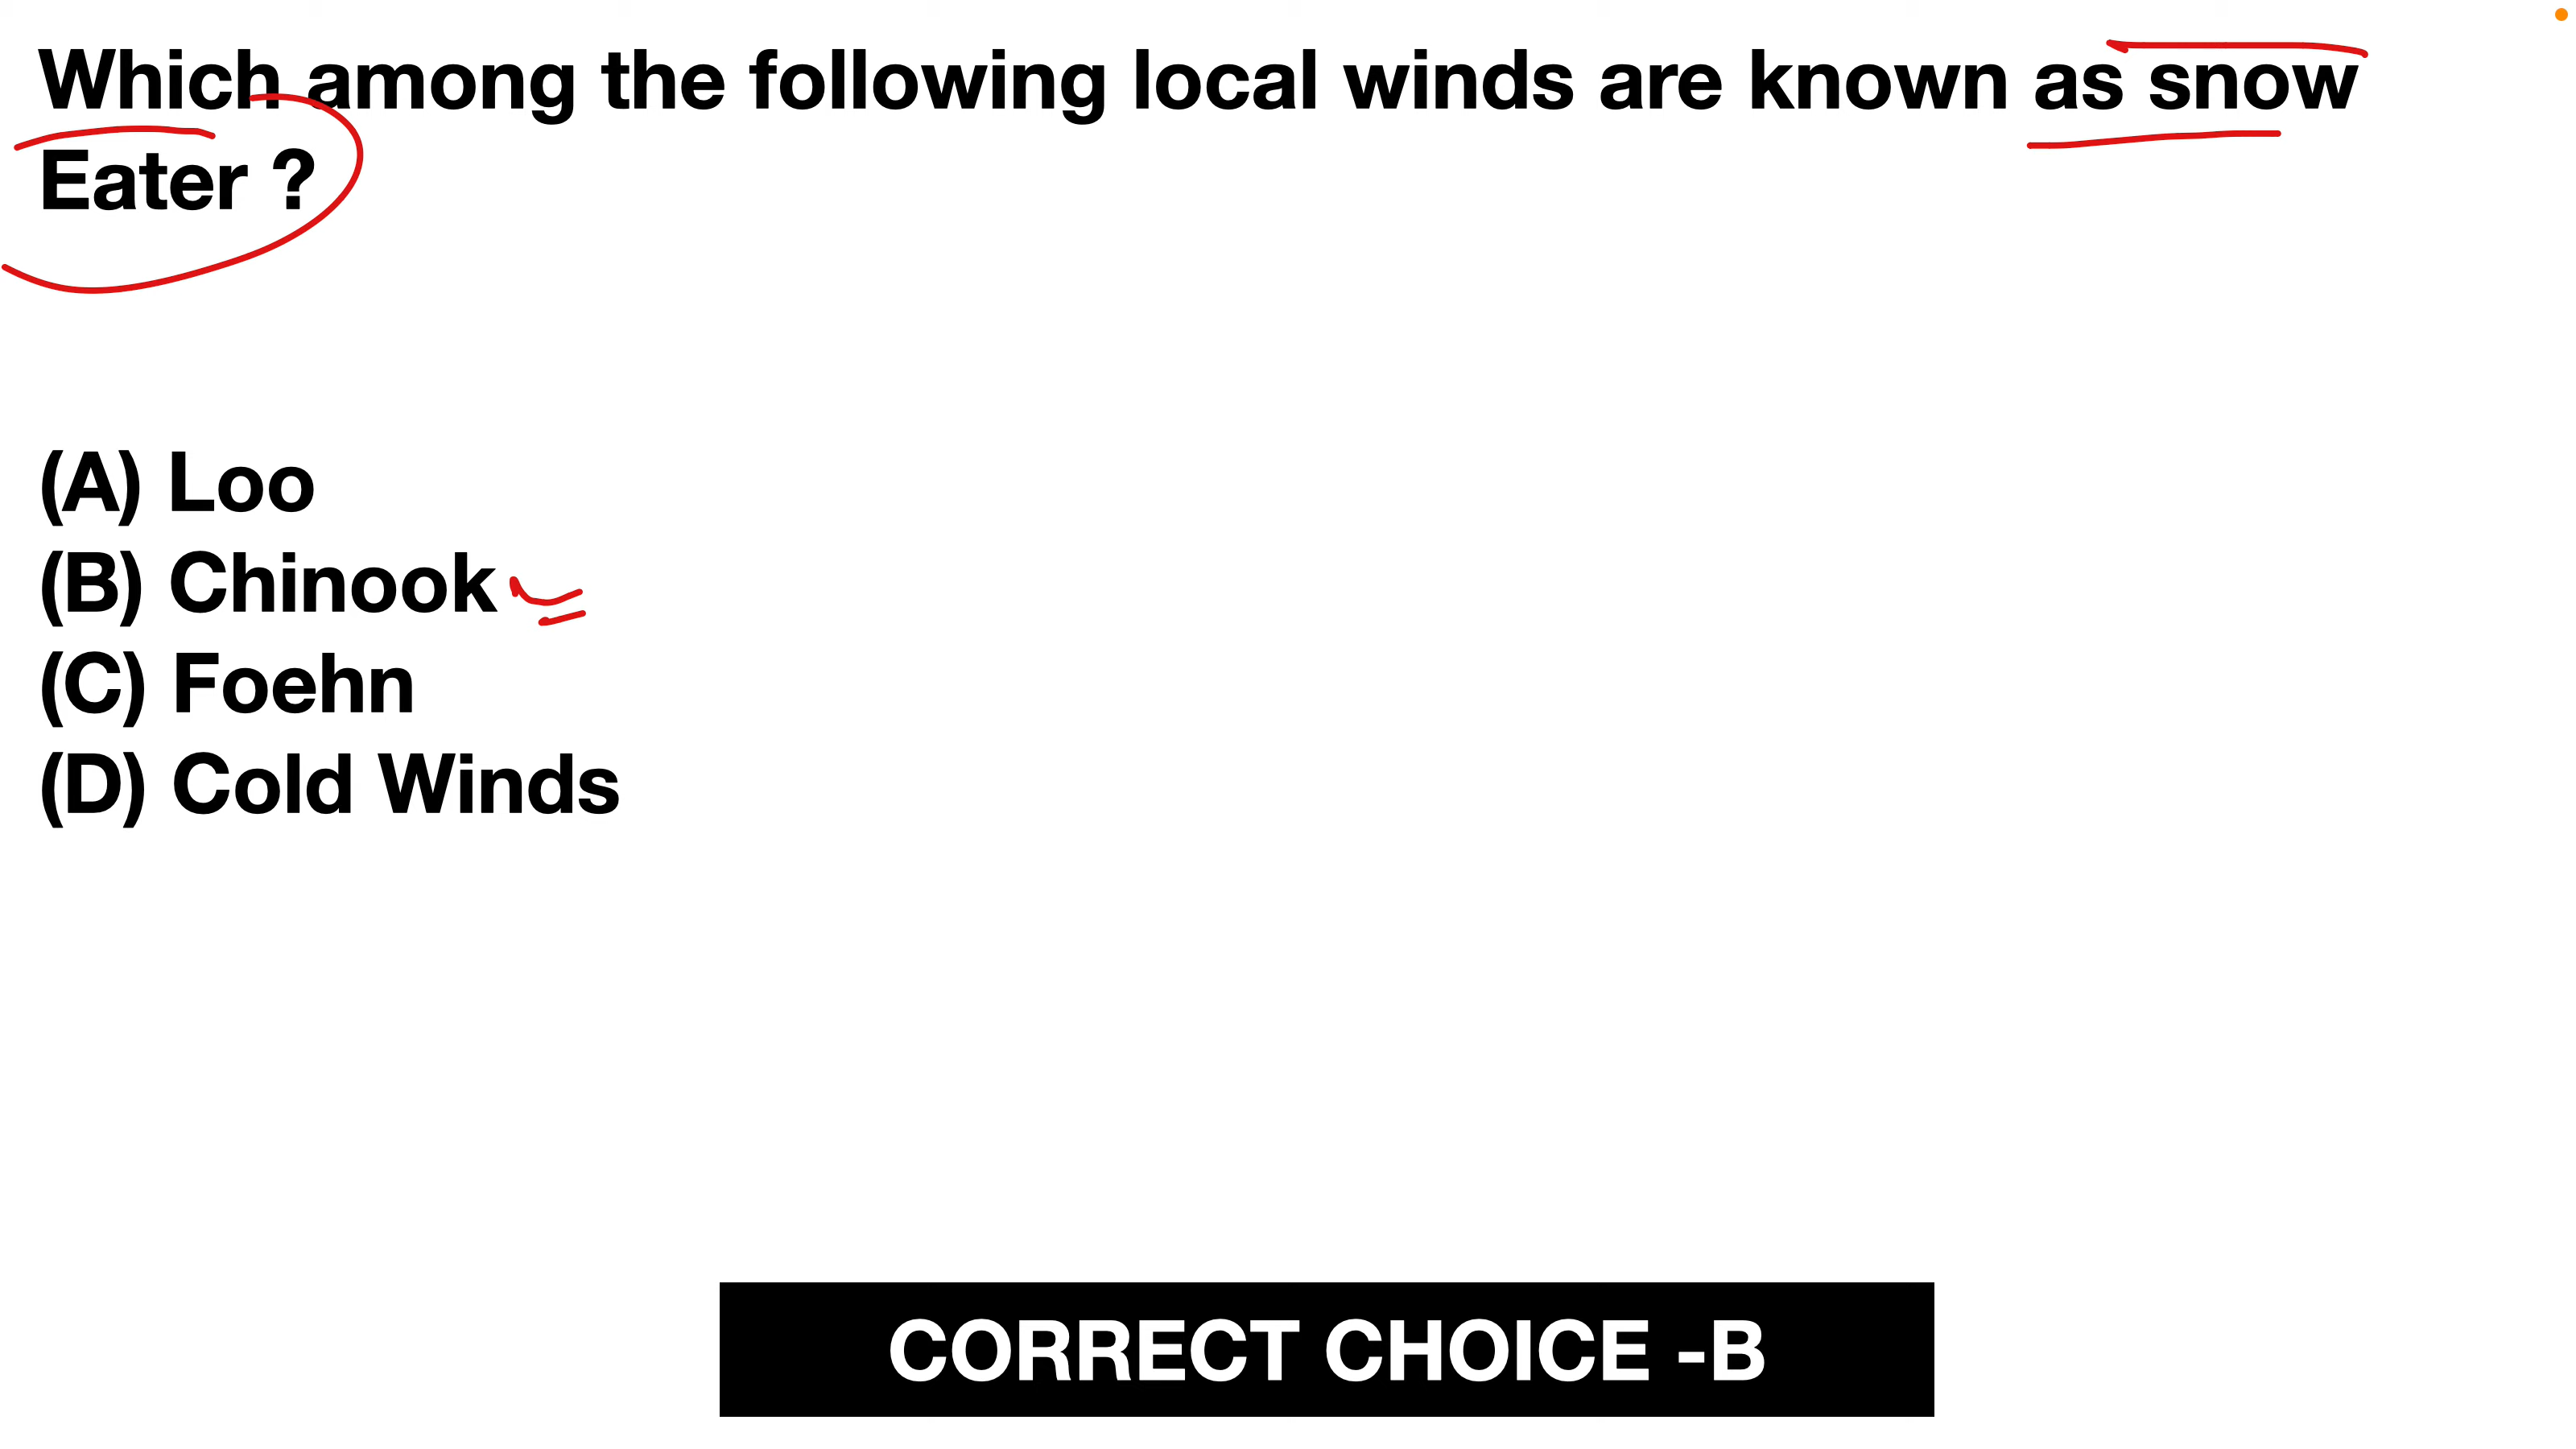 Which among the following local winds are known as snow
Eater ?
(A) Loo
(B) Chinook
(C) Foehn
(D) Cold Winds
CORRECT CHOICE -B